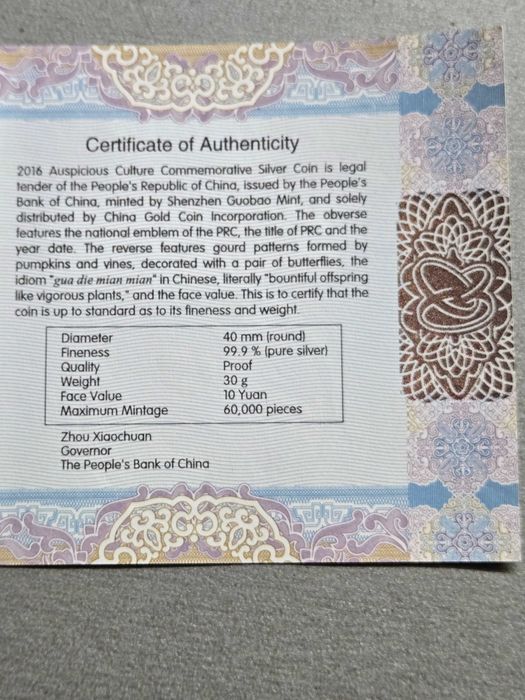 Certificate of Authenticity
2016 Auspicious Culture Commemorative Silver Coin is legal
tender of the People's Republic of China, issued by the People's
Bank of China, minted by Shenzhen Guobao Mint, and solely
distributed by China Gold Coin Incorporation. The obverse
features the national emblem of the PRC, the title of PRC and the
year date. The reverse features gourd patterns formed by
pumpkins and vines, decorated with a pair of butterflies, the
idiom "gua die mian mian" in Chinese, literally "bountiful offspring
like vigorous plants," and the face value. This is to certify that the
coin is up to standard as to its fineness and weight.
Diameter 40 mm (round)
Fineness 99.9 % (pure silver)
Quality Proof
Weight 30 g
Face Value 10 Yuan
Maximum Mintage 60,000 pieces
Zhou Xiaochuan
Governor
The People's Bank of China